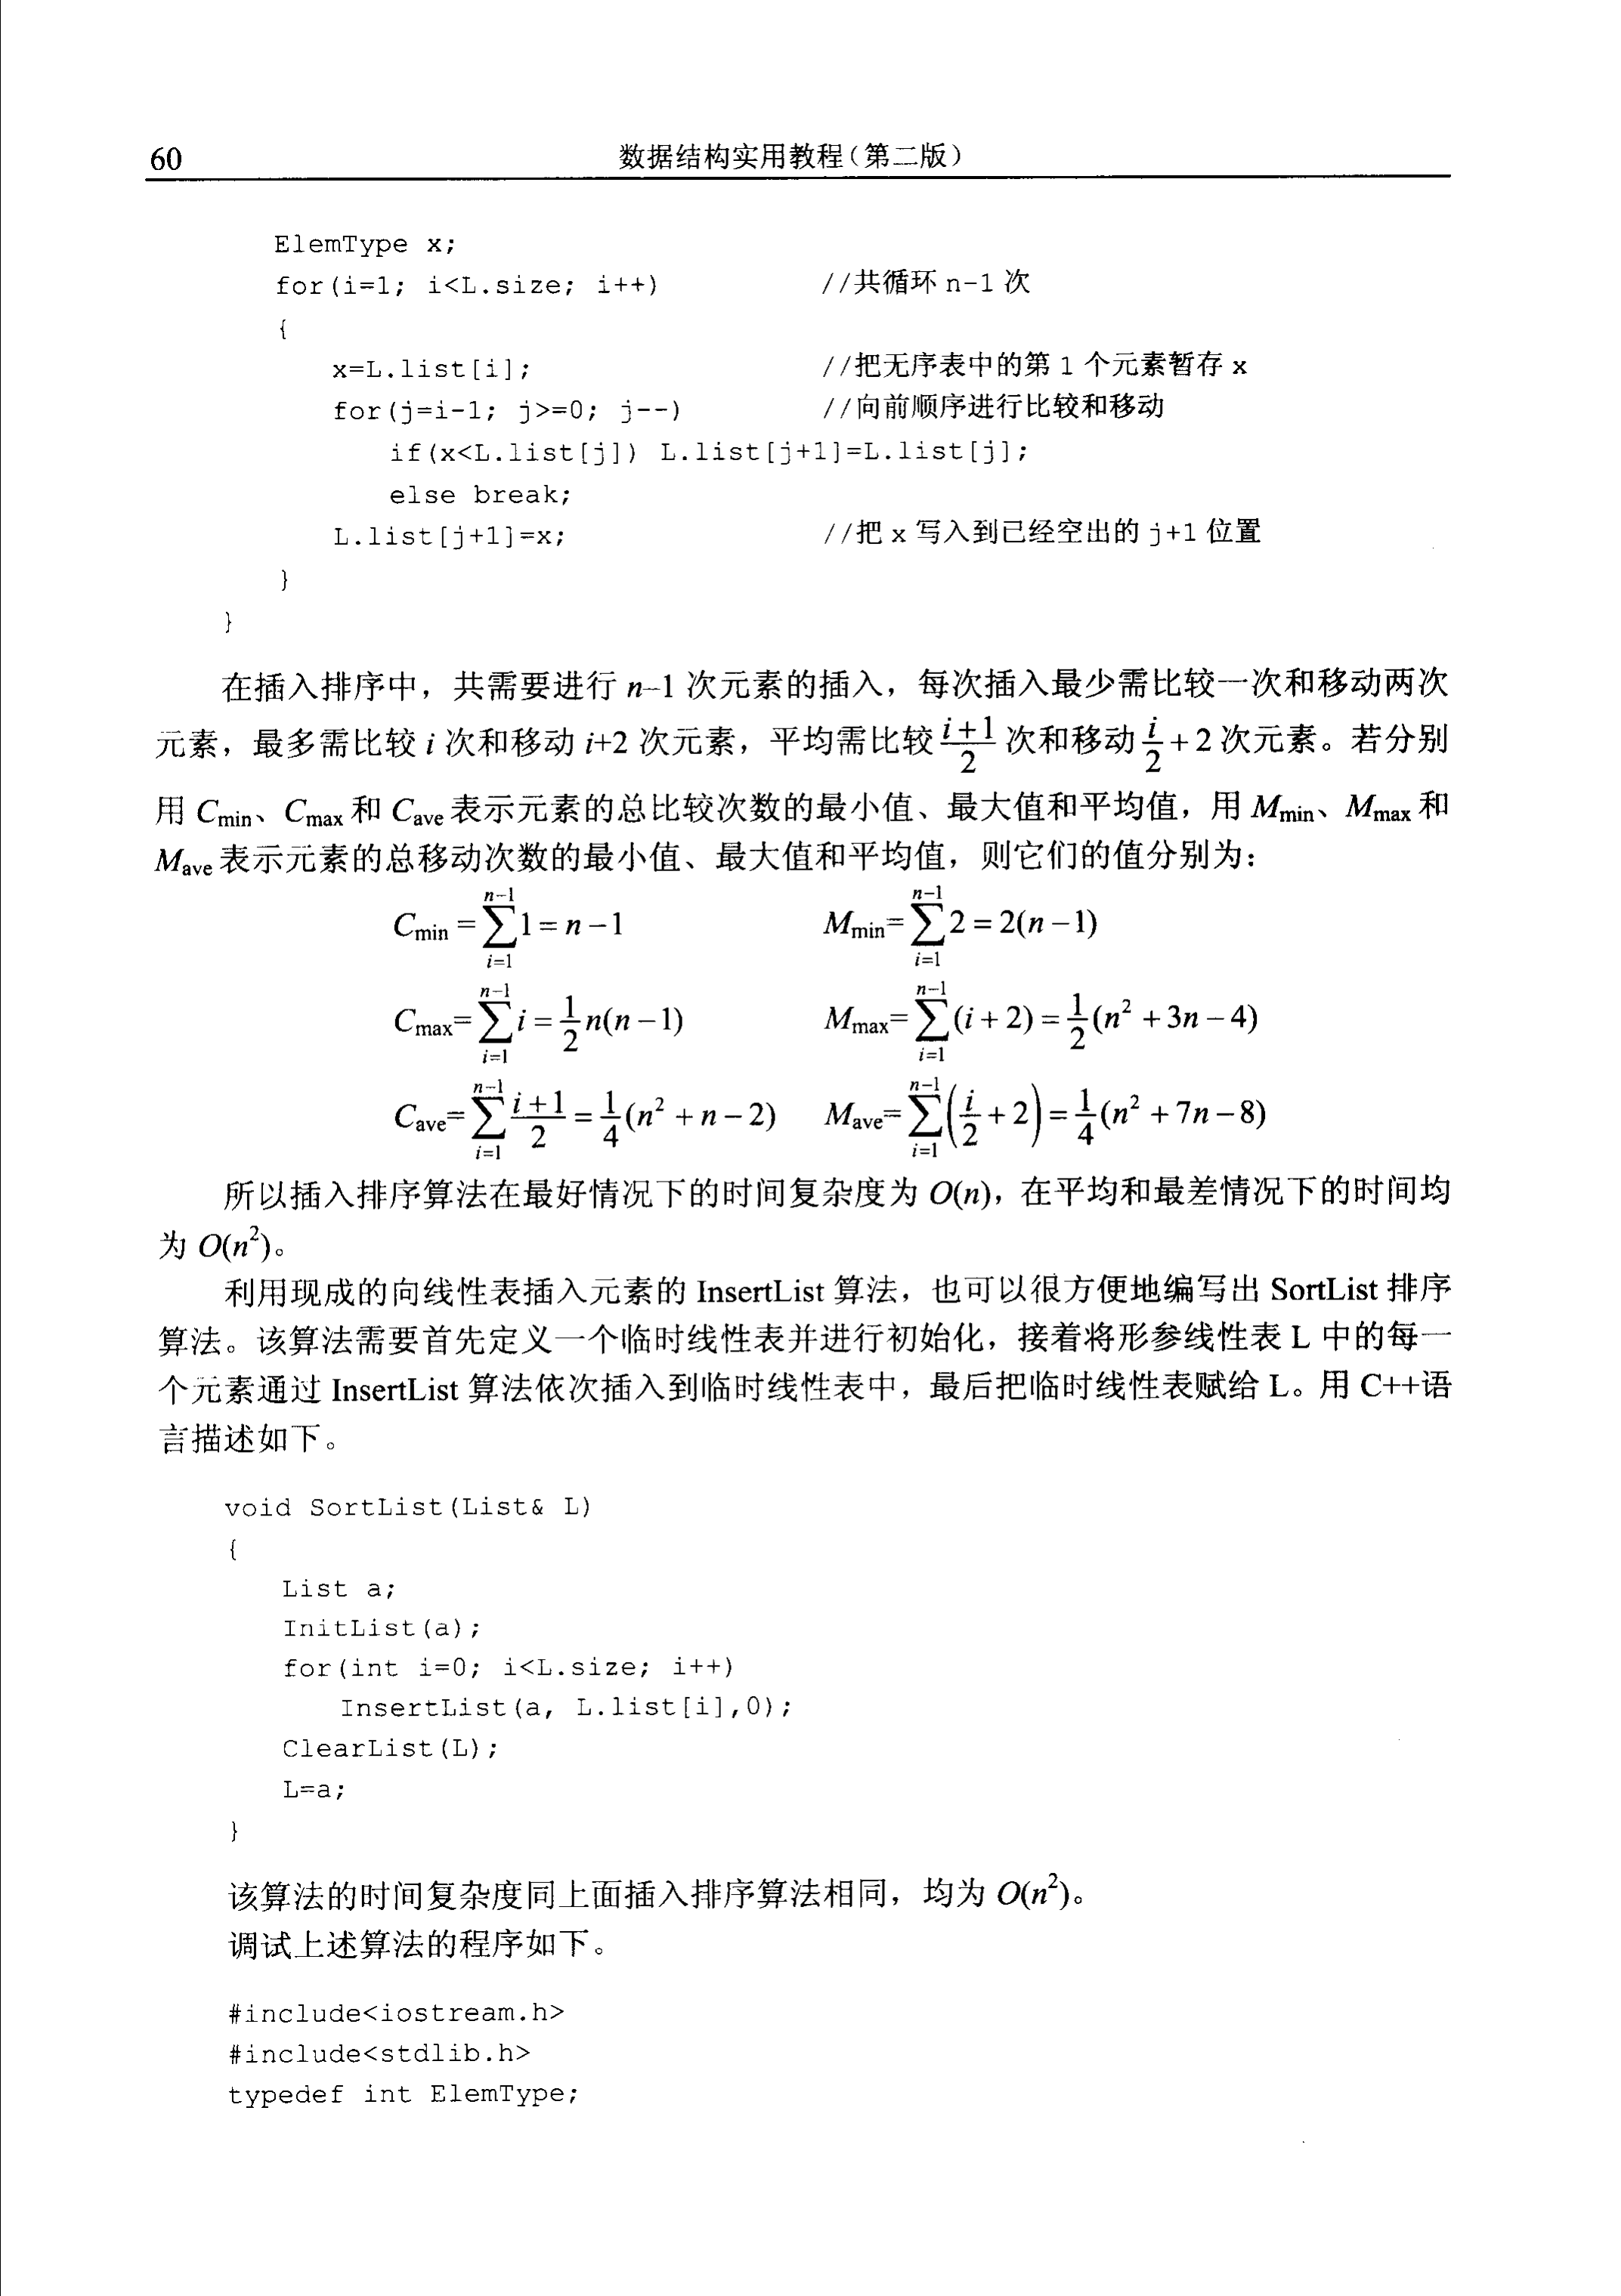 60 数据结构实用教程(第二版)
ElemType x;
for(i=1; i<L.size; i++) //共循环 n-1 次
{
x=L.list[i]; //把无序表中的第 1 个元素暂存 x
for(j=i-1; j>=0; j--) //向前顺序进行比较和移动
if(x<L.list[j]) L.list[j+1]=L.list[j];
else break;
L.list[j+1]=x; //把 x 写入到已经空出的 j+1 位置
}
}
在插入排序中，共需要进行 n–1 次元素的插入，每次插入最少需比较一次和移动两次
元素，最多需比较 i 次和移动 i+2 次元素，平均需比较 \frac{i+1}{2} 次和移动 \frac{i}{2}+2 次元素。若分别
用 Cmin、Cmax 和 Cave 表示元素的总比较次数的最小值、最大值和平均值，用 Mmin、Mmax 和
Mave 表示元素的总移动次数的最小值、最大值和平均值，则它们的值分别为：
C_{min}=\sum_{i=1}^{n-1}1=n-1 M_{min}=\sum_{i=1}^{n-1}2=2(n-1)
C_{max}=\sum_{i=1}^{n-1}i=\frac{1}{2}n(n-1) M_{max}=\sum_{i=1}^{n-1}(i+2)=\frac{1}{2}(n^2+3n-4)
C_{ave}=\sum_{i=1}^{n-1}\frac{i+1}{2}=\frac{1}{4}(n^2+n-2) M_{ave}=\sum_{i=1}^{n-1}\left(\frac{i}{2}+2\right)=\frac{1}{4}(n^2+7n-8)
所以插入排序算法在最好情况下的时间复杂度为 O(n)，在平均和最差情况下的时间均
为 O(n²)。
利用现成的向线性表插入元素的 InsertList 算法，也可以很方便地编写出 SortList 排序
算法。该算法需要首先定义一个临时线性表并进行初始化，接着将形参线性表 L 中的每一
个元素通过 InsertList 算法依次插入到临时线性表中，最后把临时线性表赋给 L。用 C++语
言描述如下。
void SortList(List& L)
{
List a;
InitList(a);
for(int i=0; i<L.size; i++)
InsertList(a, L.list[i],0);
ClearList(L);
L=a;
}
该算法的时间复杂度同上面插入排序算法相同，均为 O(n²)。
调试上述算法的程序如下。
#include<iostream.h>
#include<stdlib.h>
typedef int ElemType;